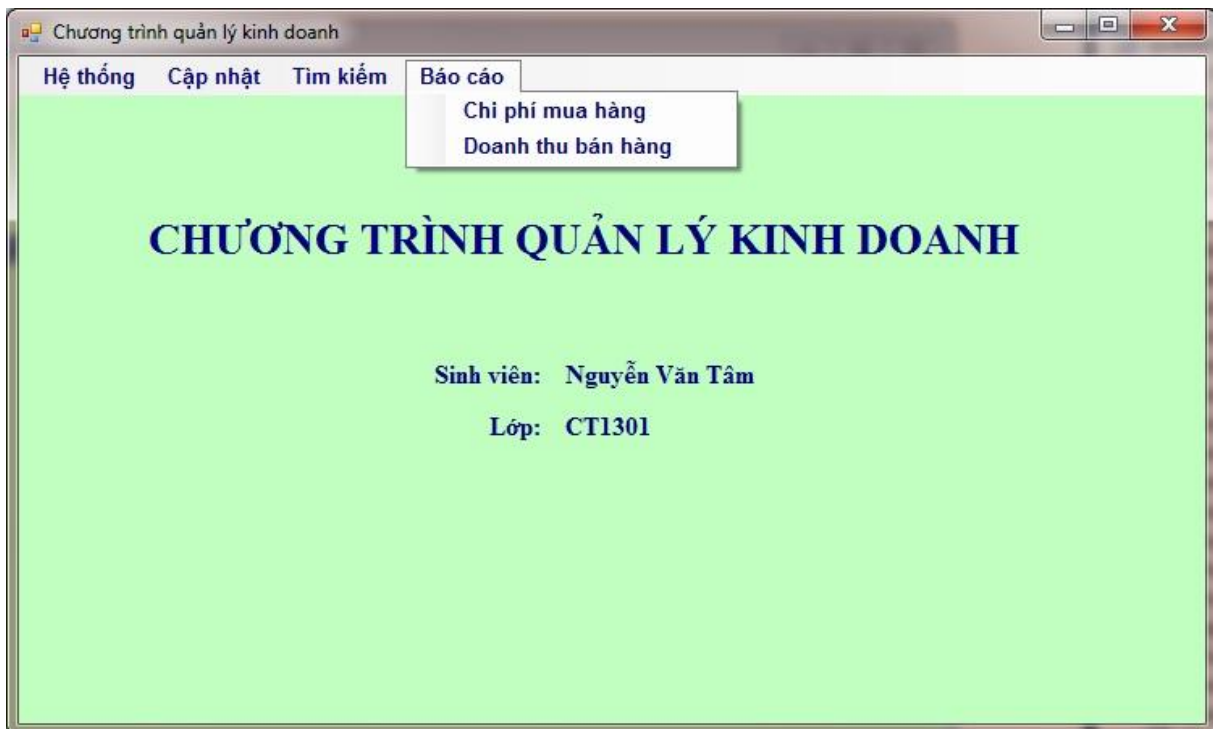 Chương trình quản lý kinh doanh
Hệ thống Cập nhật Tìm kiếm Báo cáo
Chi phí mua hàng
Doanh thu bán hàng
CHƯƠNG TRÌNH QUẢN LÝ KINH DOANH
Sinh viên: Nguyễn Văn Tâm
Lớp: CT1301